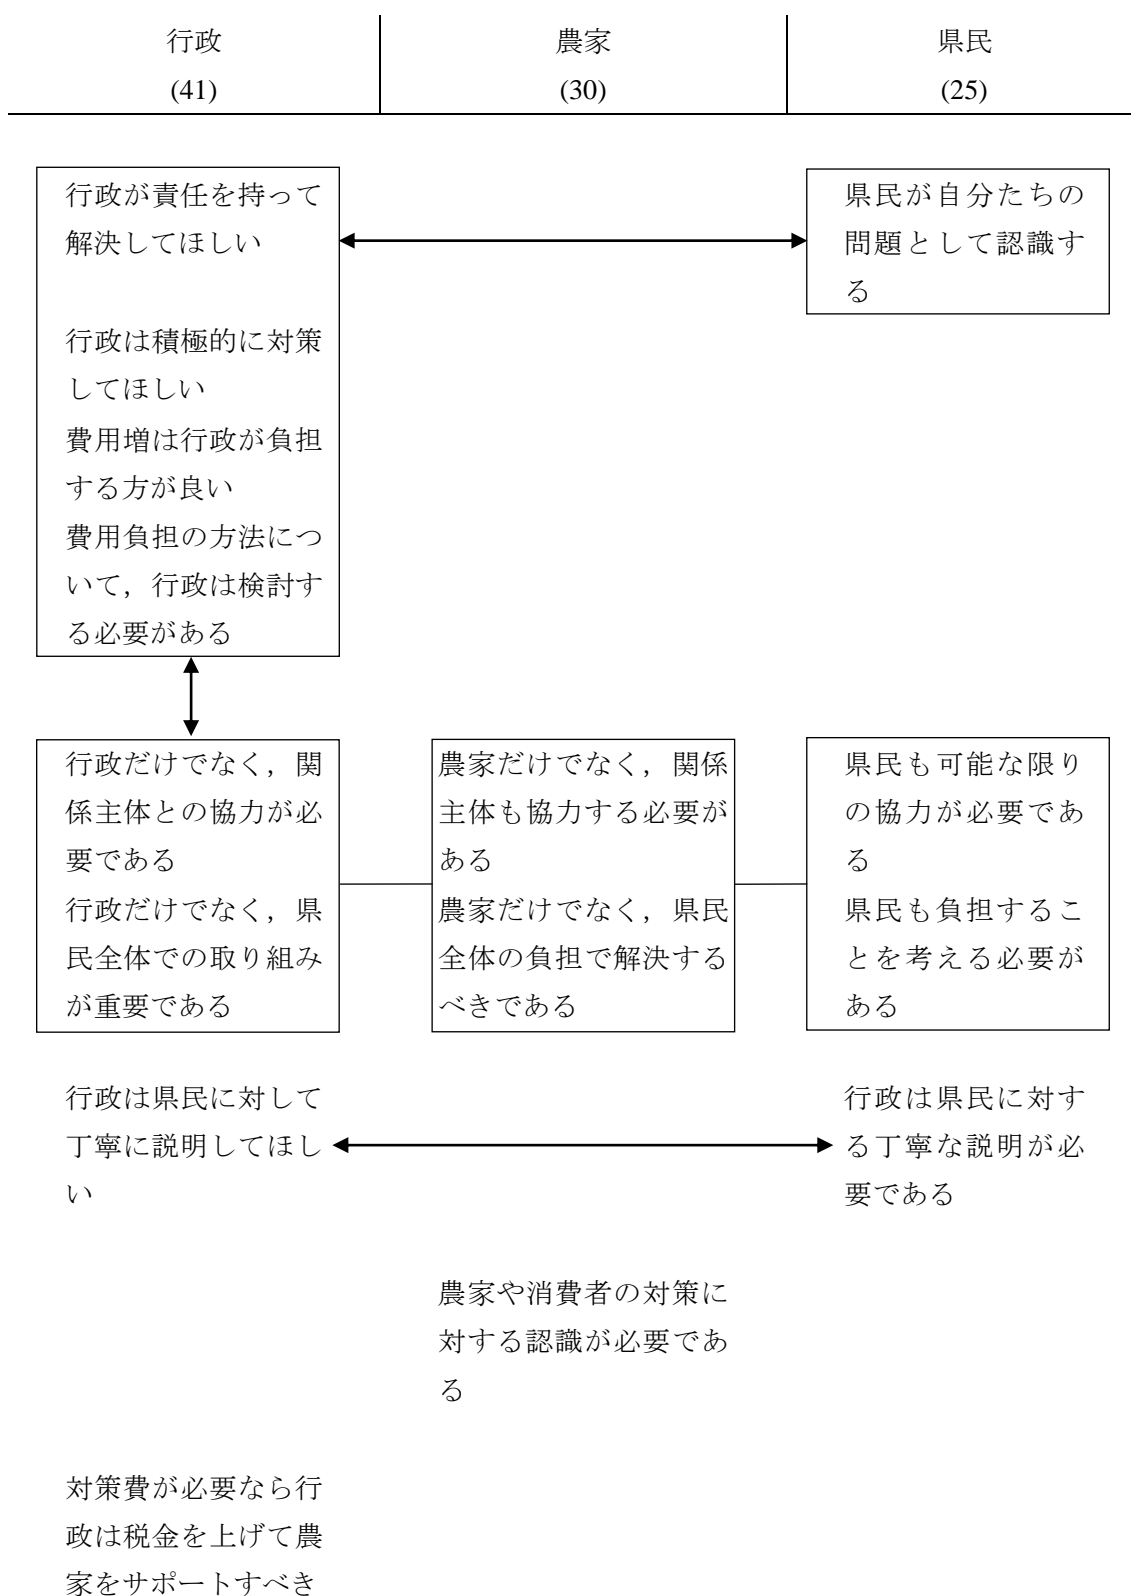 行政
(41)
農家
(30)
県民
(25)
行政が責任を持って
解決してほしい
県民が自分たちの
問題として認識す
る
行政は積極的に対策
してほしい
費用増は行政が負担
する方が良い
費用負担の方法につ
いて，行政は検討す
る必要がある
行政だけでなく，関
係主体との協力が必
要である
行政だけでなく，県
民全体での取り組み
が重要である
農家だけでなく，関係
主体も協力する必要が
ある
農家だけでなく，県民
全体の負担で解決する
べきである
県民も可能な限り
の協力が必要であ
る
県民も負担するこ
とを考える必要が
ある
行政は県民に対して
丁寧に説明してほし
い
行政は県民に対す
る丁寧な説明が必
要である
農家や消費者の対策に
対する認識が必要であ
る
対策費が必要なら行
政は税金を上げて農
家をサポートすべき